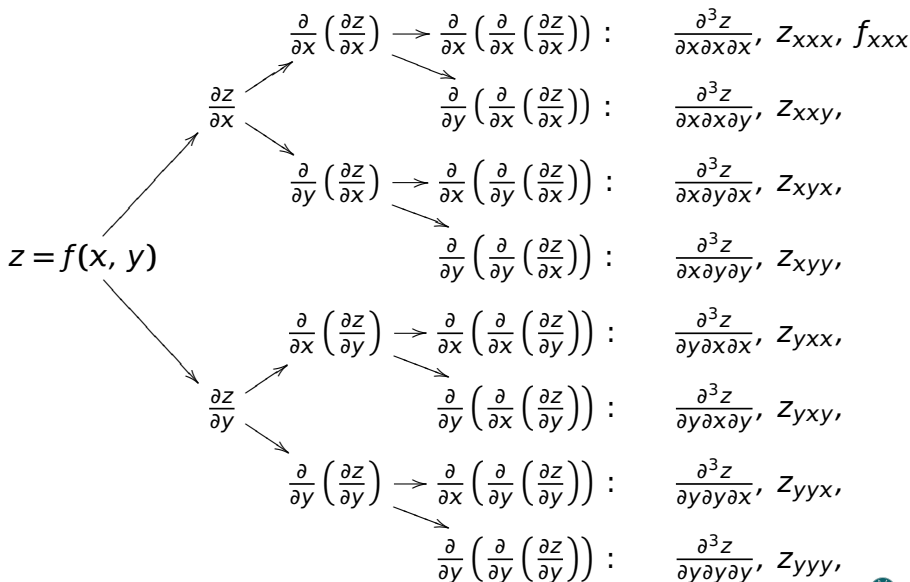 ∂/∂x (∂z/∂x) → ∂/∂x (∂/∂x (∂z/∂x)) : ∂³z/∂x∂x∂x, z_xxx, f_xxx
∂z/∂x ∂/∂y (∂/∂x (∂z/∂x)) : ∂³z/∂x∂x∂y, z_xxy,
∂/∂y (∂z/∂x) → ∂/∂x (∂/∂y (∂z/∂x)) : ∂³z/∂x∂y∂x, z_xyx,
z = f(x, y) ∂/∂y (∂/∂y (∂z/∂x)) : ∂³z/∂x∂y∂y, z_xyy,
∂/∂x (∂z/∂y) → ∂/∂x (∂/∂x (∂z/∂y)) : ∂³z/∂y∂x∂x, z_yxx,
∂z/∂y ∂/∂y (∂/∂x (∂z/∂y)) : ∂³z/∂y∂x∂y, z_yxy,
∂/∂y (∂z/∂y) → ∂/∂x (∂/∂y (∂z/∂y)) : ∂³z/∂y∂y∂x, z_yyx,
∂/∂y (∂/∂y (∂z/∂y)) : ∂³z/∂y∂y∂y, z_yyy,